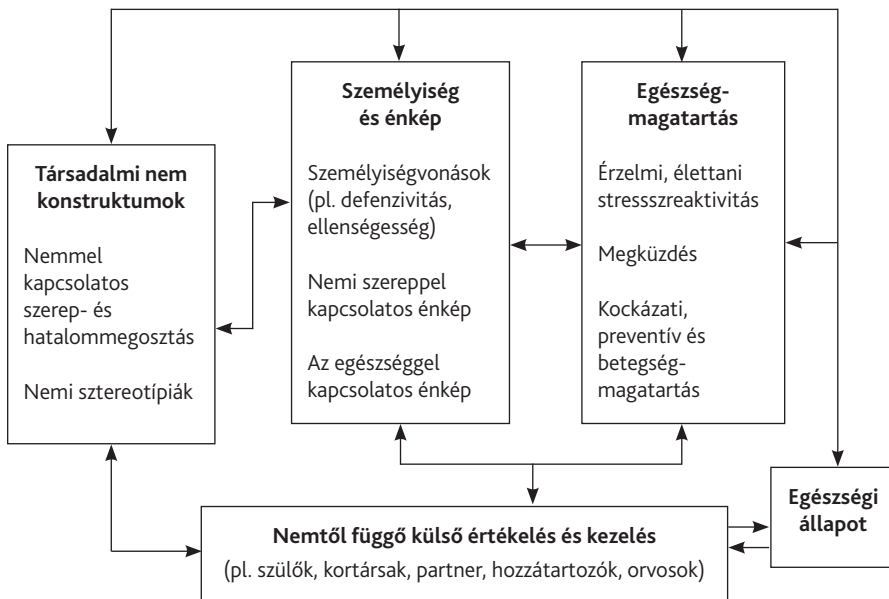 Társadalmi nem
konstruktumok
Nemmel
kapcsolatos
szerep- és
hatalommegosztás
Nemi sztereotípiák
Személyiség
és énkép
Személyiségvonások
(pl. defenzivitás,
ellenségesség)
Nemi szereppel
kapcsolatos énkép
Az egészséggel
kapcsolatos énkép
Egészség-
magatartás
Érzelmi, élettani
stressszreaktivitás
Megküzdés
Kockázati,
preventív és
betegség-
magatartás
Nemtől függő külső értékelés és kezelés
(pl. szülők, kortársak, partner, hozzátartozók, orvosok)
Egészségi
állapot